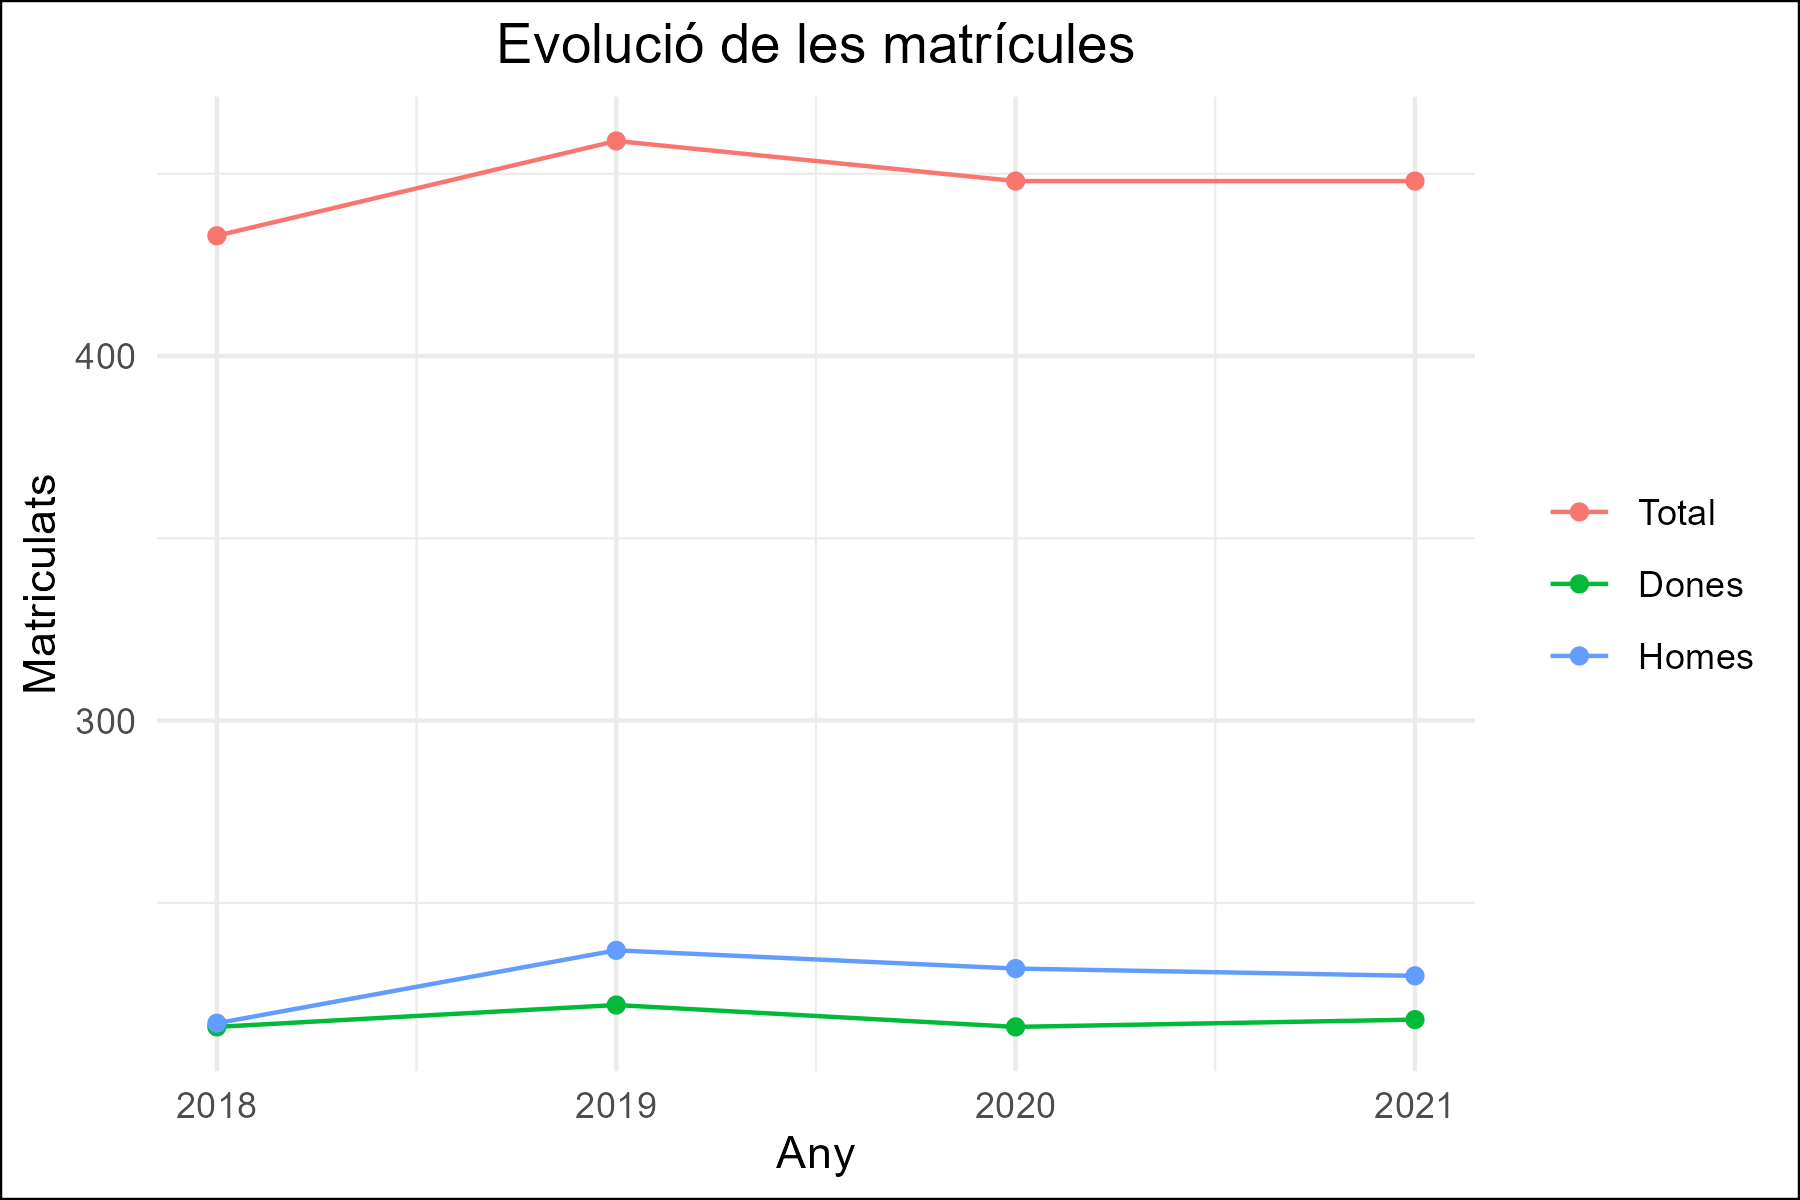 Evolució de les matrícules
Matriculats
400
300
2018
2019
2020
2021
Any
Total
Dones
Homes